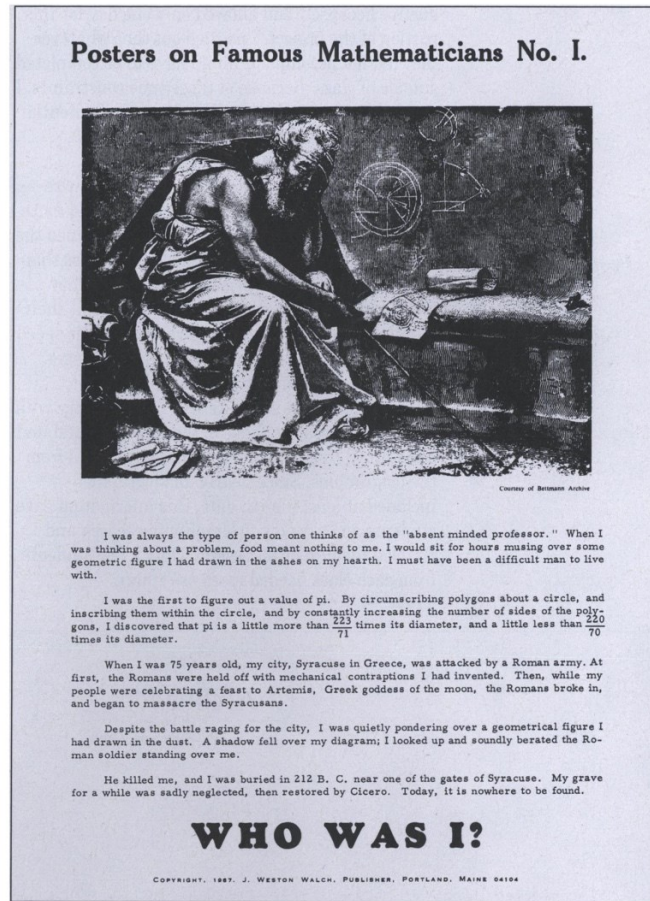 Posters on Famous Mathematicians No. I.
Courtesy of Bettmann Archive
I was always the type of person one thinks of as the "absent minded professor." When I
was thinking about a problem, food meant nothing to me. I would sit for hours musing over some
geometric figure I had drawn in the ashes on my hearth. I must have been a difficult man to live
with.
I was the first to figure out a value of pi. By circumscribing polygons about a circle, and
inscribing them within the circle, and by constantly increasing the number of sides of the poly-
gons, I discovered that pi is a little more than 223/71 times its diameter, and a little less than 220/70
times its diameter.
When I was 75 years old, my city, Syracuse in Greece, was attacked by a Roman army. At
first, the Romans were held off with mechanical contraptions I had invented. Then, while my
people were celebrating a feast to Artemis, Greek goddess of the moon, the Romans broke in,
and began to massacre the Syracusans.
Despite the battle raging for the city, I was quietly pondering over a geometrical figure I
had drawn in the dust. A shadow fell over my diagram; I looked up and soundly berated the Ro-
man soldier standing over me.
He killed me, and I was buried in 212 B. C. near one of the gates of Syracuse. My grave
for a while was sadly neglected, then restored by Cicero. Today, it is nowhere to be found.
WHO WAS I?
COPYRIGHT, 1967. J. WESTON WALCH, PUBLISHER, PORTLAND, MAINE 04104